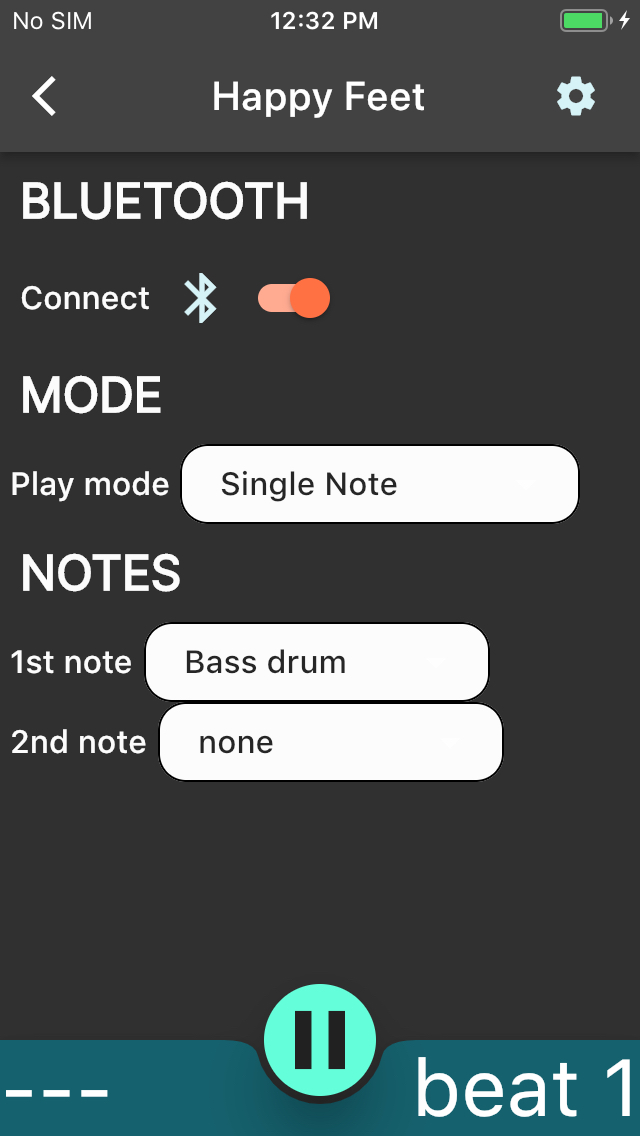 No SIM 12:32 PM
Happy Feet
BLUETOOTH
Connect
MODE
Play mode Single Note
NOTES
1st note Bass drum
2nd note none
--- beat 1